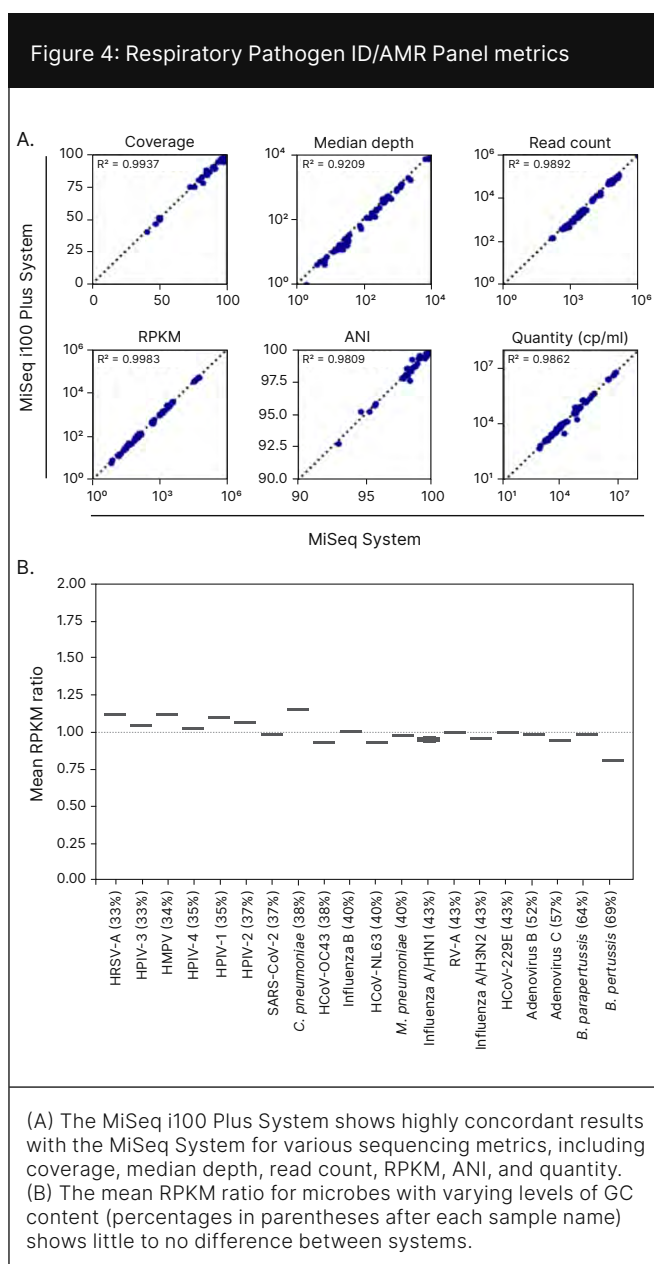 Figure 4: Respiratory Pathogen ID/AMR Panel metrics
A.
Coverage
R² = 0.9937
100
75
50
25
0
0
50
100
Median depth
R² = 0.9209
10⁴
10²
10⁰
10⁰
10²
10⁴
Read count
R² = 0.9892
10⁶
10⁴
10²
10⁰
10⁰
10³
10⁶
MiSeq i100 Plus System
RPKM
R² = 0.9983
10⁶
10⁴
10²
10⁰
10⁰
10³
10⁶
ANI
R² = 0.9809
100
97.5
95.0
92.5
90.0
90
95
100
Quantity (cp/ml)
R² = 0.9862
10⁷
10⁴
10¹
10¹
10⁴
10⁷
MiSeq System
B.
Mean RPKM ratio
2.00
1.75
1.50
1.25
1.00
0.75
0.50
0.25
0.00
HRSV-A (33%)
HPIV-3 (33%)
HMPV (34%)
HPIV-4 (35%)
HPIV-1 (35%)
HPIV-2 (37%)
SARS-CoV-2 (37%)
C. pneumoniae (38%)
HCoV-OC43 (38%)
Influenza B (40%)
HCoV-NL63 (40%)
M. pneumoniae (40%)
Influenza A/H1N1 (43%)
RV-A (43%)
Influenza A/H3N2 (43%)
HCoV-229E (43%)
Adenovirus B (52%)
Adenovirus C (57%)
B. parapertussis (64%)
B. pertussis (69%)
(A) The MiSeq i100 Plus System shows highly concordant results
with the MiSeq System for various sequencing metrics, including
coverage, median depth, read count, RPKM, ANI, and quantity.
(B) The mean RPKM ratio for microbes with varying levels of GC
content (percentages in parentheses after each sample name)
shows little to no difference between systems.